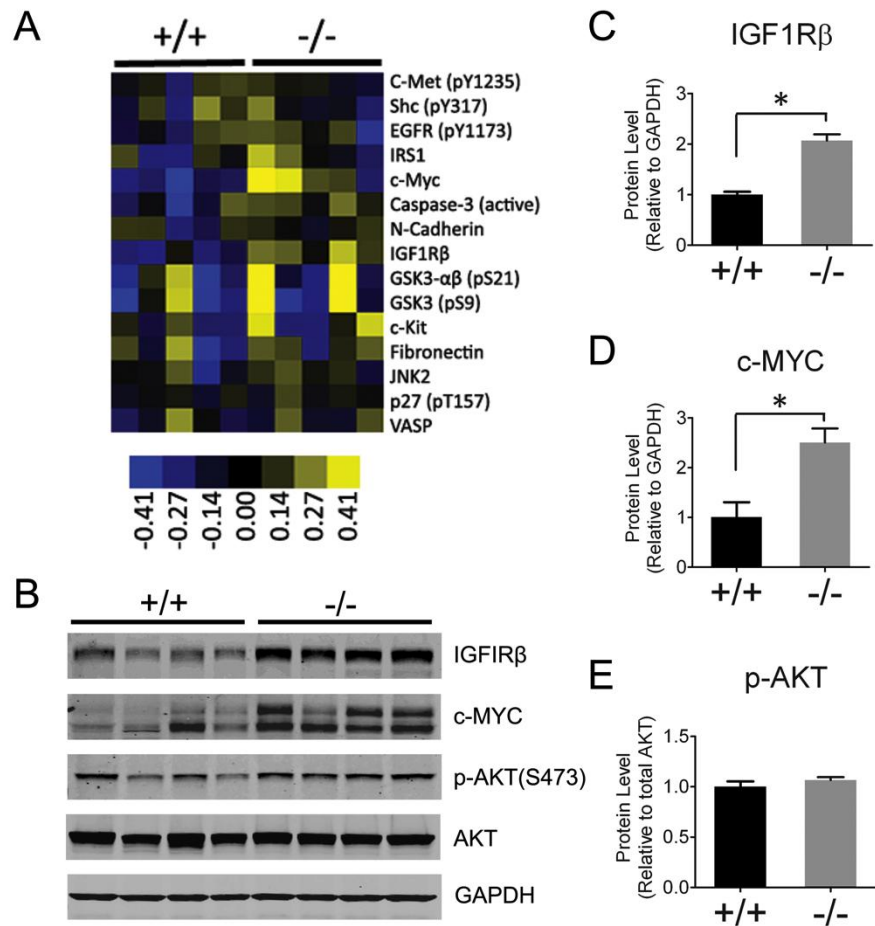 A
+/+
-/-
C-Met (pY1235)
Shc (pY317)
EGFR (pY1173)
IRS1
c-Myc
Caspase-3 (active)
N-Cadherin
IGF1Rβ
GSK3-αβ (pS21)
GSK3 (pS9)
c-Kit
Fibronectin
JNK2
p27 (pT157)
VASP
-0.41
-0.27
-0.14
0.00
0.14
0.27
0.41
B
+/+
-/-
IGFIRβ
c-MYC
p-AKT(S473)
AKT
GAPDH
C
IGF1Rβ
Protein Level
(Relative to GAPDH)
3
2
1
0
*
+/+
-/-
D
c-MYC
Protein Level
(Relative to GAPDH)
3
2
1
0
*
+/+
-/-
E
p-AKT
Protein Level
(Relative to total AKT)
1.5
1.0
0.5
0.0
+/+
-/-